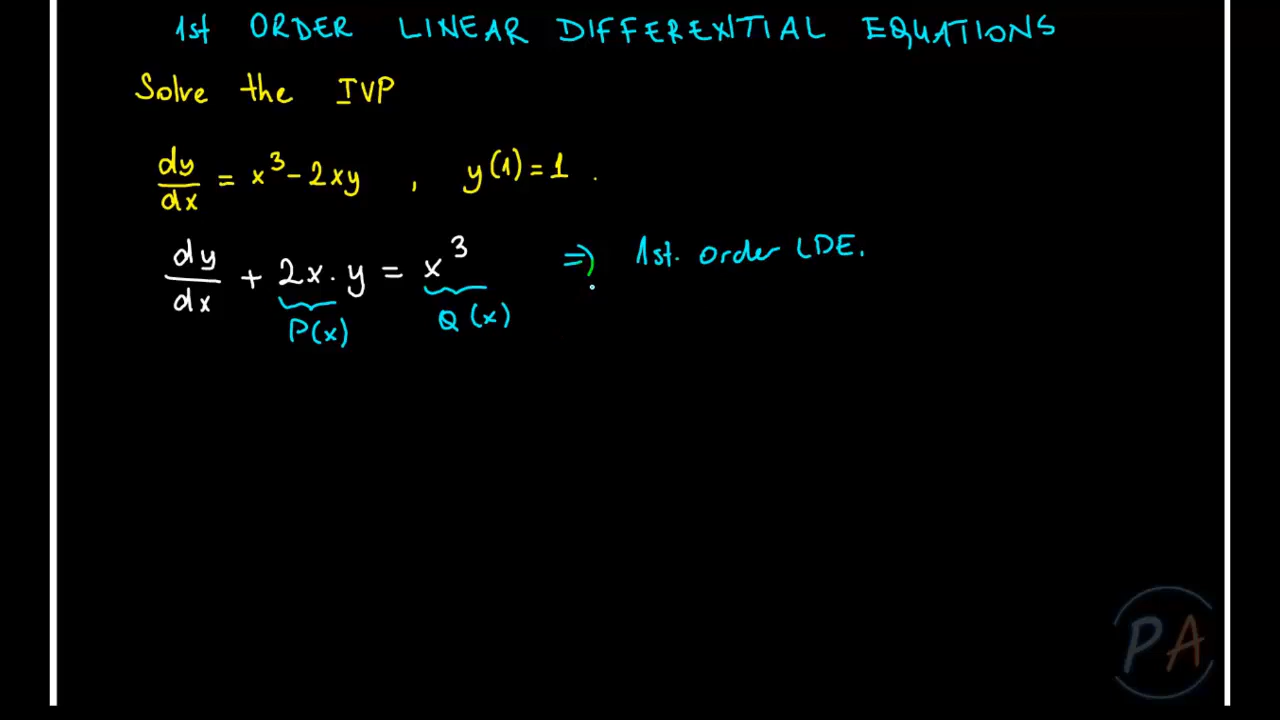 1st ORDER LINEAR DIFFERENTIAL EQUATIONS
Solve the IVP
dy/dx = x³ - 2xy , y(1) = 1 .
dy/dx + 2x · y = x³ ⇒ 1st. order LDE.
P(x) Q(x)
PA